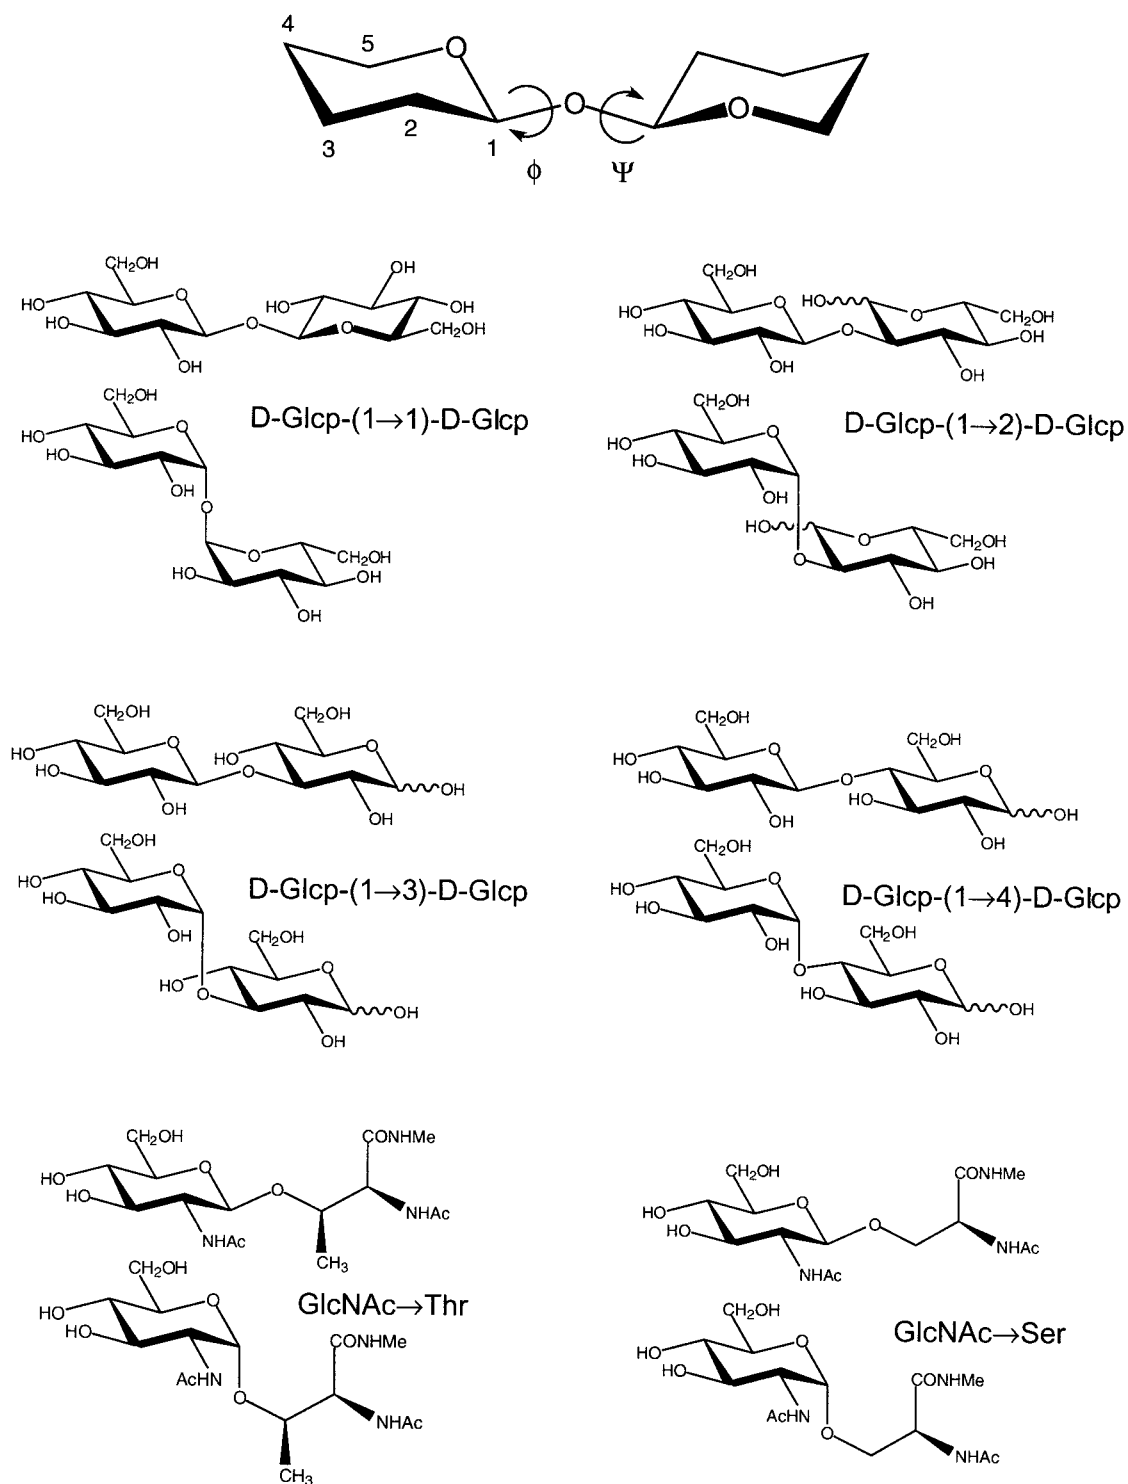 4
5
O
O
O
2
3
1
ϕ
Ψ
CH₂OH
OH
HO
O
HO
OH
HO
O
O
CH₂OH
OH
D-Glcp-(1→1)-D-Glcp
CH₂OH
HO
O
HO
OH
O
O
CH₂OH
HO
OH
OH
CH₂OH
HO
O
HO
O
HO
CH₂OH
O
OH
OH
OH
D-Glcp-(1→2)-D-Glcp
CH₂OH
HO
O
HO
OH
HO
O
CH₂OH
O
OH
OH
CH₂OH
CH₂OH
HO
O
HO
O
HO
O
OH
OH
OH
D-Glcp-(1→3)-D-Glcp
CH₂OH
HO
O
HO
OH
CH₂OH
HO
O
O
OH
OH
CH₂OH
CH₂OH
HO
O
O
O
HO
HO
OH
OH
OH
D-Glcp-(1→4)-D-Glcp
CH₂OH
HO
O
HO
OH
CH₂OH
O
O
HO
OH
OH
CH₂OH
CONHMe
HO
O
O
HO
NHAc
NHAc
CH₃
GlcNAc→Thr
CH₂OH
HO
O
HO
CONHMe
AcHN
O
NHAc
CH₃
CH₂OH
CONHMe
HO
O
O
HO
NHAc
NHAc
GlcNAc→Ser
CH₂OH
HO
O
HO
CONHMe
AcHN
O
NHAc